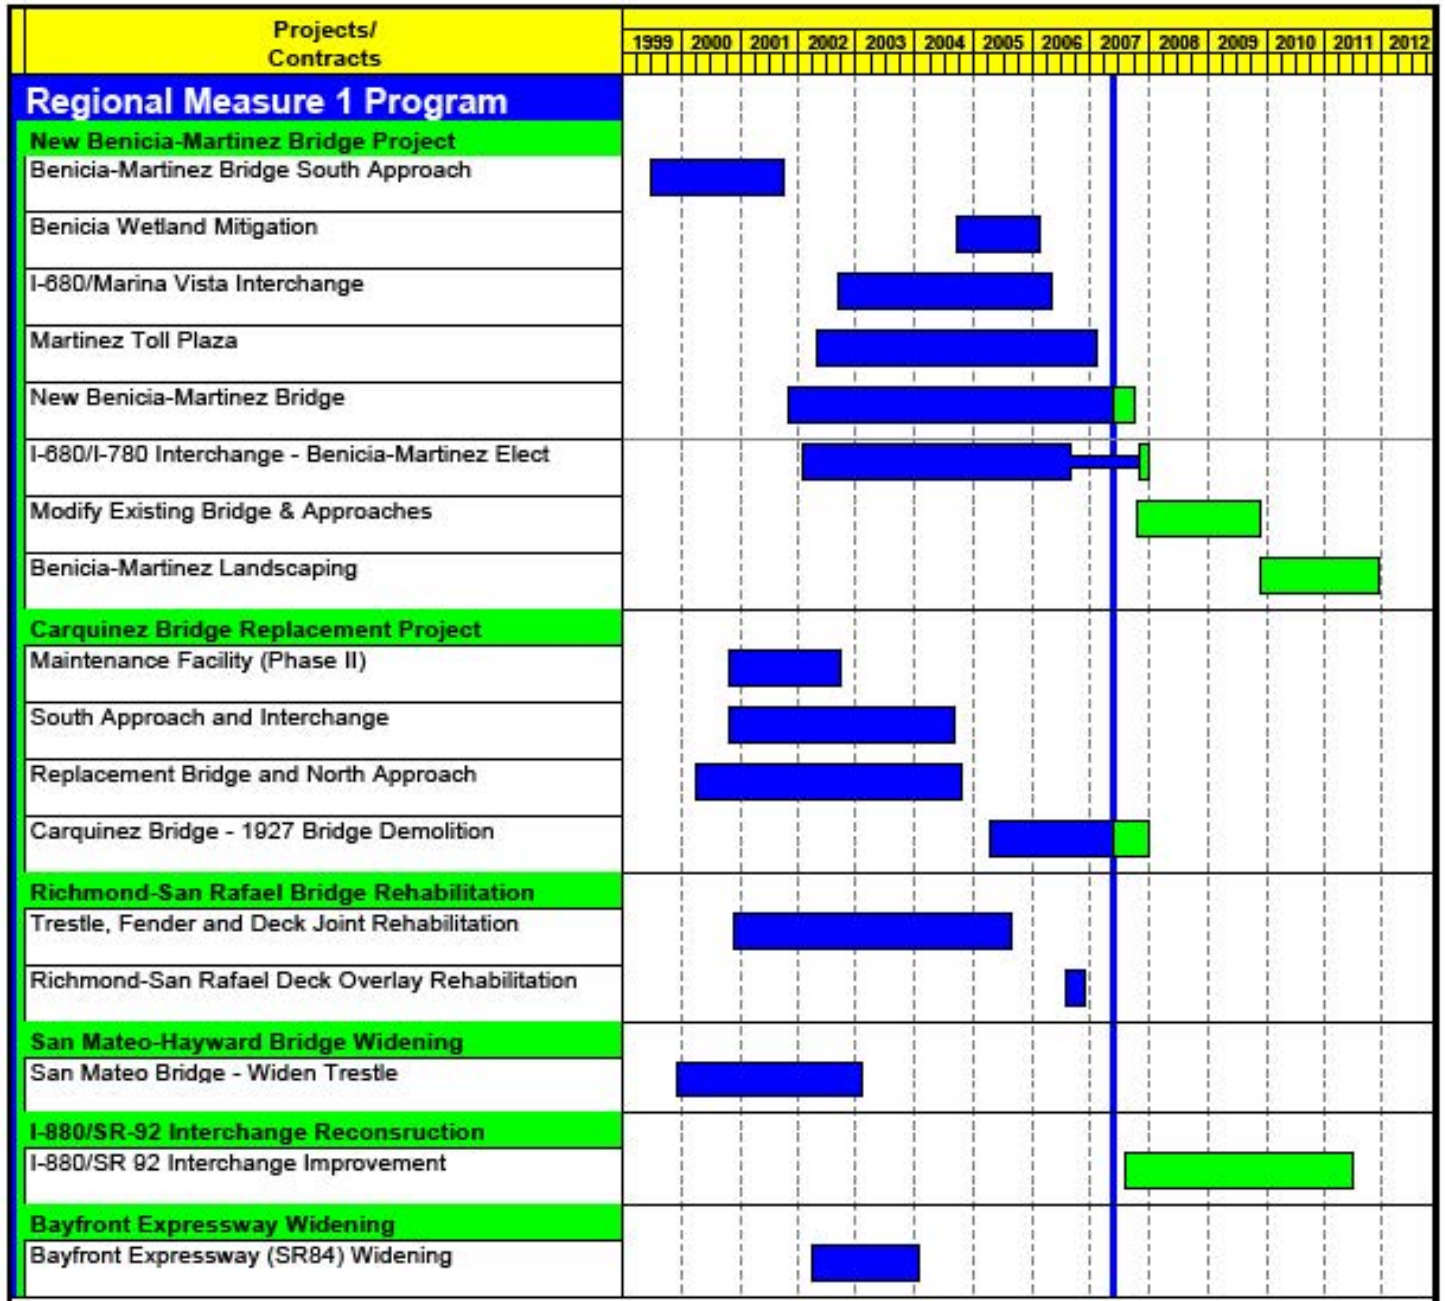 Projects/
Contracts
1999 2000 2001 2002 2003 2004 2005 2006 2007 2008 2009 2010 2011 2012
Regional Measure 1 Program
New Benicia-Martinez Bridge Project
Benicia-Martinez Bridge South Approach
Benicia Wetland Mitigation
I-680/Marina Vista Interchange
Martinez Toll Plaza
New Benicia-Martinez Bridge
I-680/I-780 Interchange - Benicia-Martinez Elect
Modify Existing Bridge & Approaches
Benicia-Martinez Landscaping
Carquinez Bridge Replacement Project
Maintenance Facility (Phase II)
South Approach and Interchange
Replacement Bridge and North Approach
Carquinez Bridge - 1927 Bridge Demolition
Richmond-San Rafael Bridge Rehabilitation
Trestle, Fender and Deck Joint Rehabilitation
Richmond-San Rafael Deck Overlay Rehabilitation
San Mateo-Hayward Bridge Widening
San Mateo Bridge - Widen Trestle
I-880/SR-92 Interchange Reconsruction
I-880/SR 92 Interchange Improvement
Bayfront Expressway Widening
Bayfront Expressway (SR84) Widening